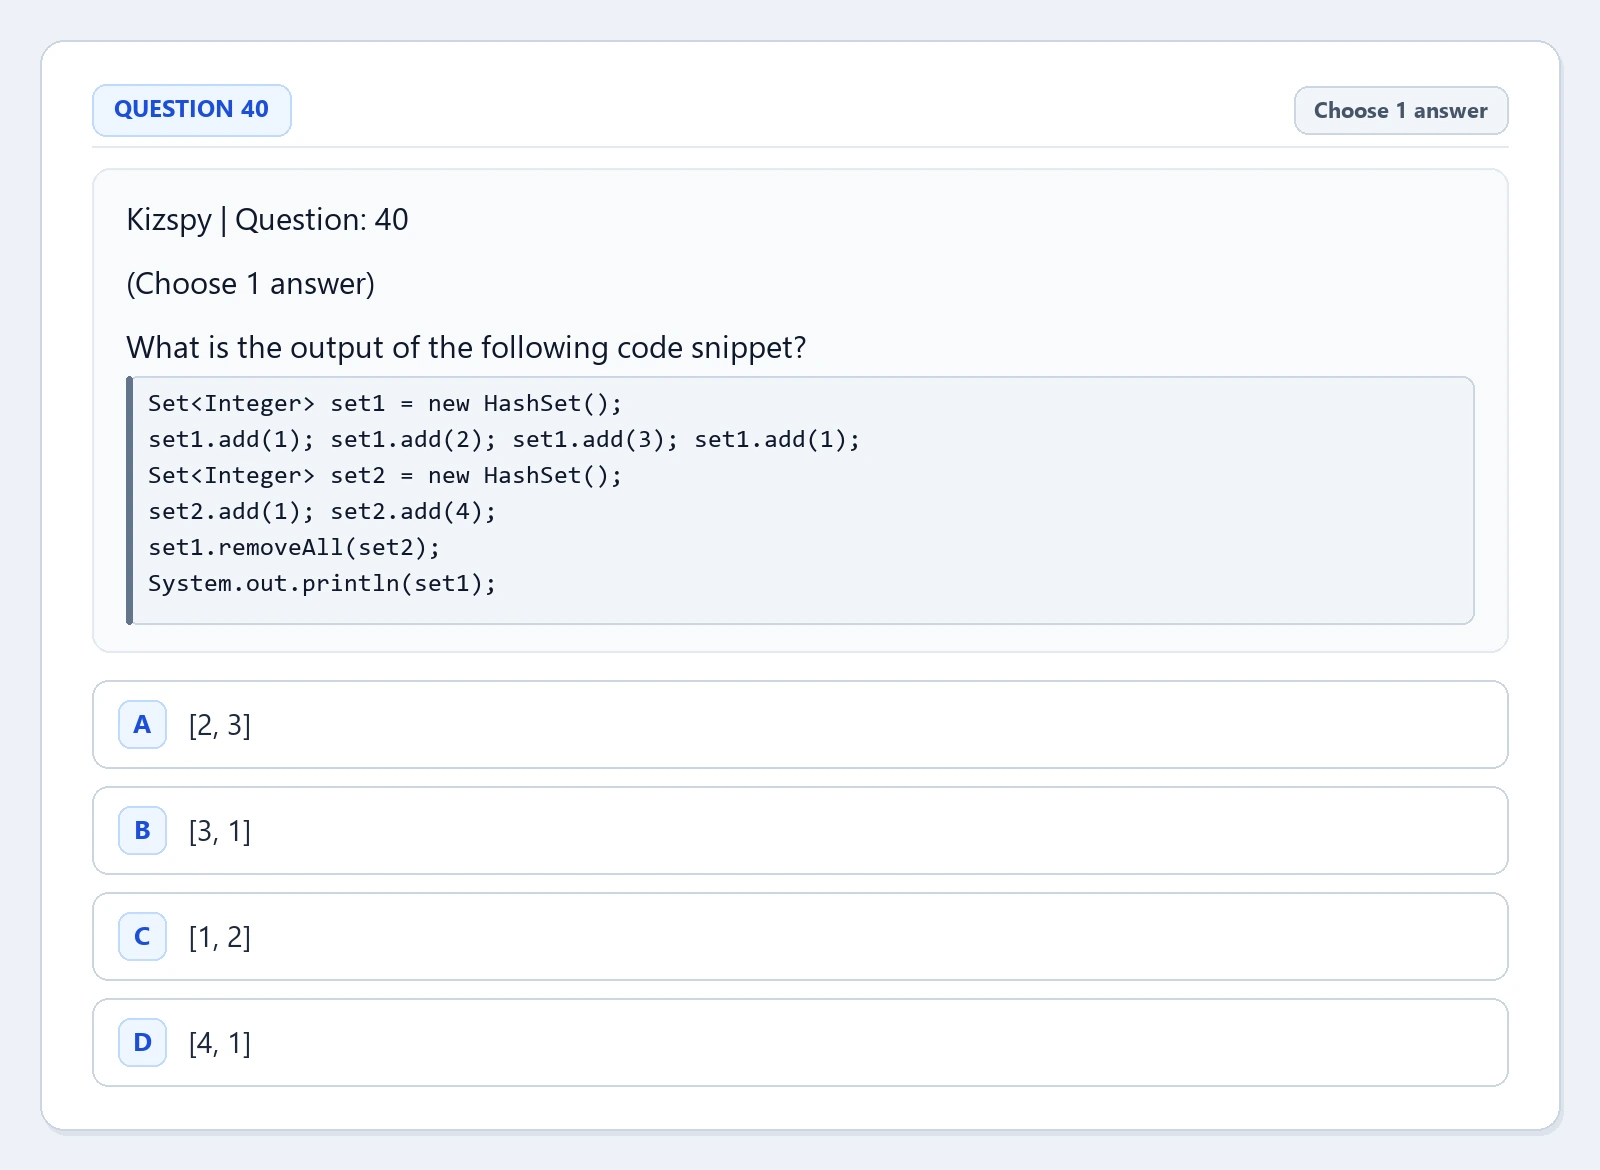 QUESTION 40
Choose 1 answer
Kizspy | Question: 40
(Choose 1 answer)
What is the output of the following code snippet?
Set<Integer> set1 = new HashSet();
set1.add(1); set1.add(2); set1.add(3); set1.add(1);
Set<Integer> set2 = new HashSet();
set2.add(1); set2.add(4);
set1.removeAll(set2);
System.out.println(set1);
A [2, 3]
B [3, 1]
C [1, 2]
D [4, 1]